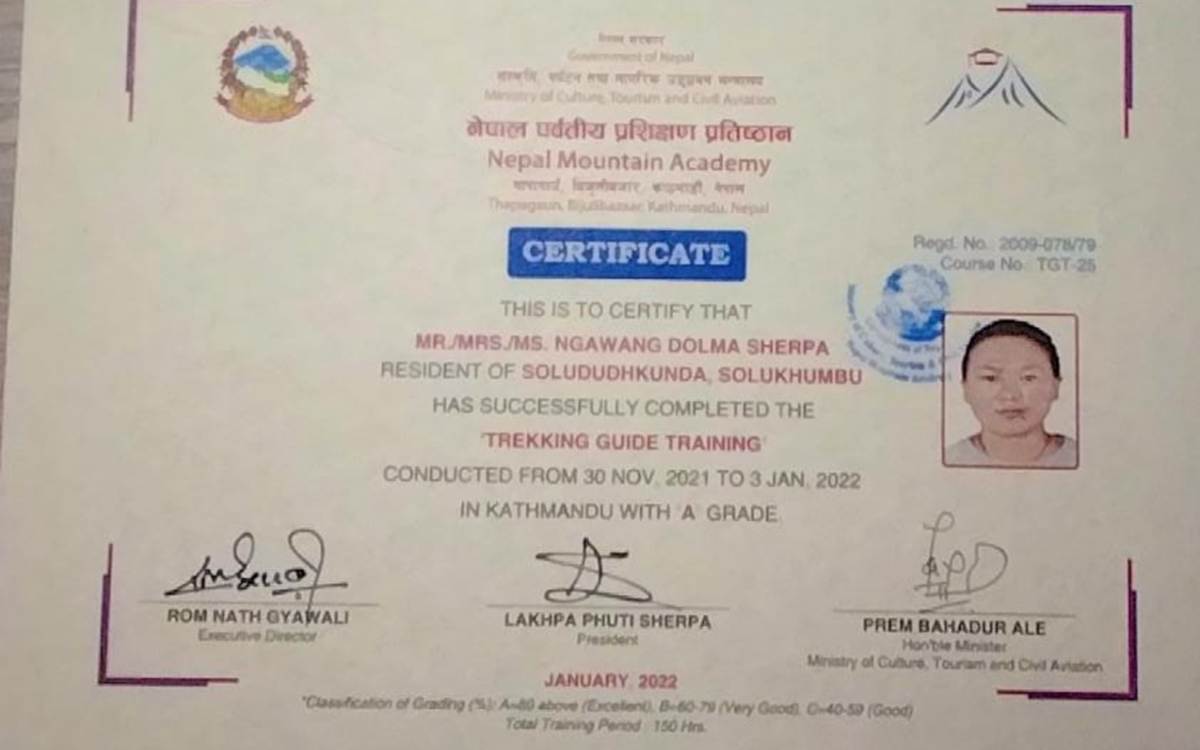 नेपाल सरकार
Government of Nepal
संस्कृति, पर्यटन तथा नागरिक उड्डयन मन्त्रालय
Ministry of Culture, Tourism and Civil Aviation
नेपाल पर्वतीय प्रशिक्षण प्रतिष्ठान
Nepal Mountain Academy
थापागाउँ, बिजुलीबजार, काठमाडौं, नेपाल
Thapagaun, Bijulibazaar, Kathmandu, Nepal
CERTIFICATE
Regd. No. 2009-078/79
Course No. TGT-25
THIS IS TO CERTIFY THAT
MR./MRS./MS. NGAWANG DOLMA SHERPA
RESIDENT OF SOLUDUDHKUNDA, SOLUKHUMBU
HAS SUCCESSFULLY COMPLETED THE
'TREKKING GUIDE TRAINING'
CONDUCTED FROM 30 NOV, 2021 TO 3 JAN, 2022
IN KATHMANDU WITH 'A' GRADE.
ROM NATH GYAWALI
Executive Director
LAKHPA PHUTI SHERPA
President
PREM BAHADUR ALE
Hon'ble Minister
Ministry of Culture, Tourism and Civil Aviation
JANUARY, 2022
*Classification of Grading (%): A=80 above (Excellent), B=60-79 (Very Good), C=40-59 (Good)
Total Training Period : 150 Hrs.